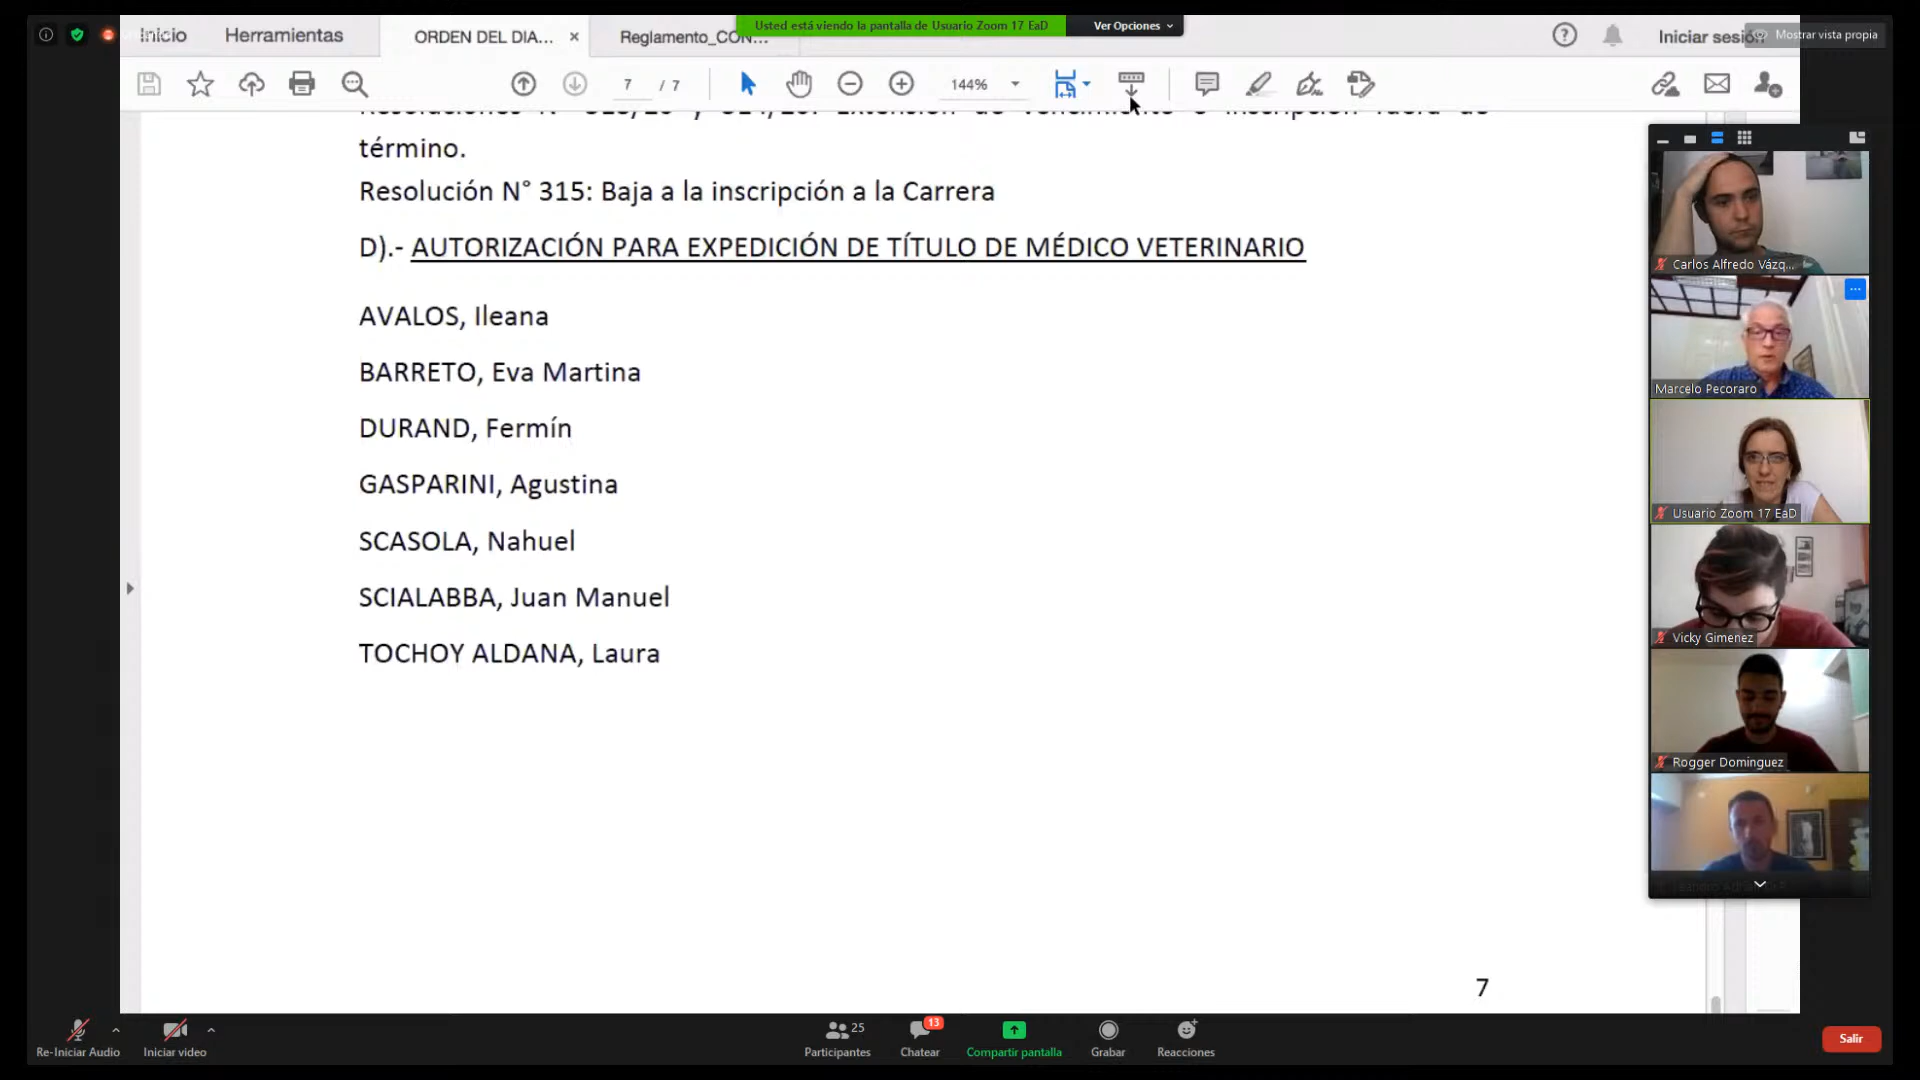 Usted está viendo la pantalla de Usuario Zoom 17 EaD
Ver Opciones
Mostrar vista propia
Inicio
Herramientas
ORDEN DEL DIA...
Reglamento_CON...
Iniciar sesión
7 / 7
144%
término.
Resolución N° 315: Baja a la inscripción a la Carrera
D).- AUTORIZACIÓN PARA EXPEDICIÓN DE TÍTULO DE MÉDICO VETERINARIO
AVALOS, Ileana
BARRETO, Eva Martina
DURAND, Fermín
GASPARINI, Agustina
SCASOLA, Nahuel
SCIALABBA, Juan Manuel
TOCHOY ALDANA, Laura
7
Carlos Alfredo Vázq...
Marcelo Pecoraro
Usuario Zoom 17 EaD
Vicky Gimenez
Rogger Dominguez
Re-Iniciar Audio
Iniciar video
25
Participantes
13
Chatear
Compartir pantalla
Grabar
Reacciones
Salir